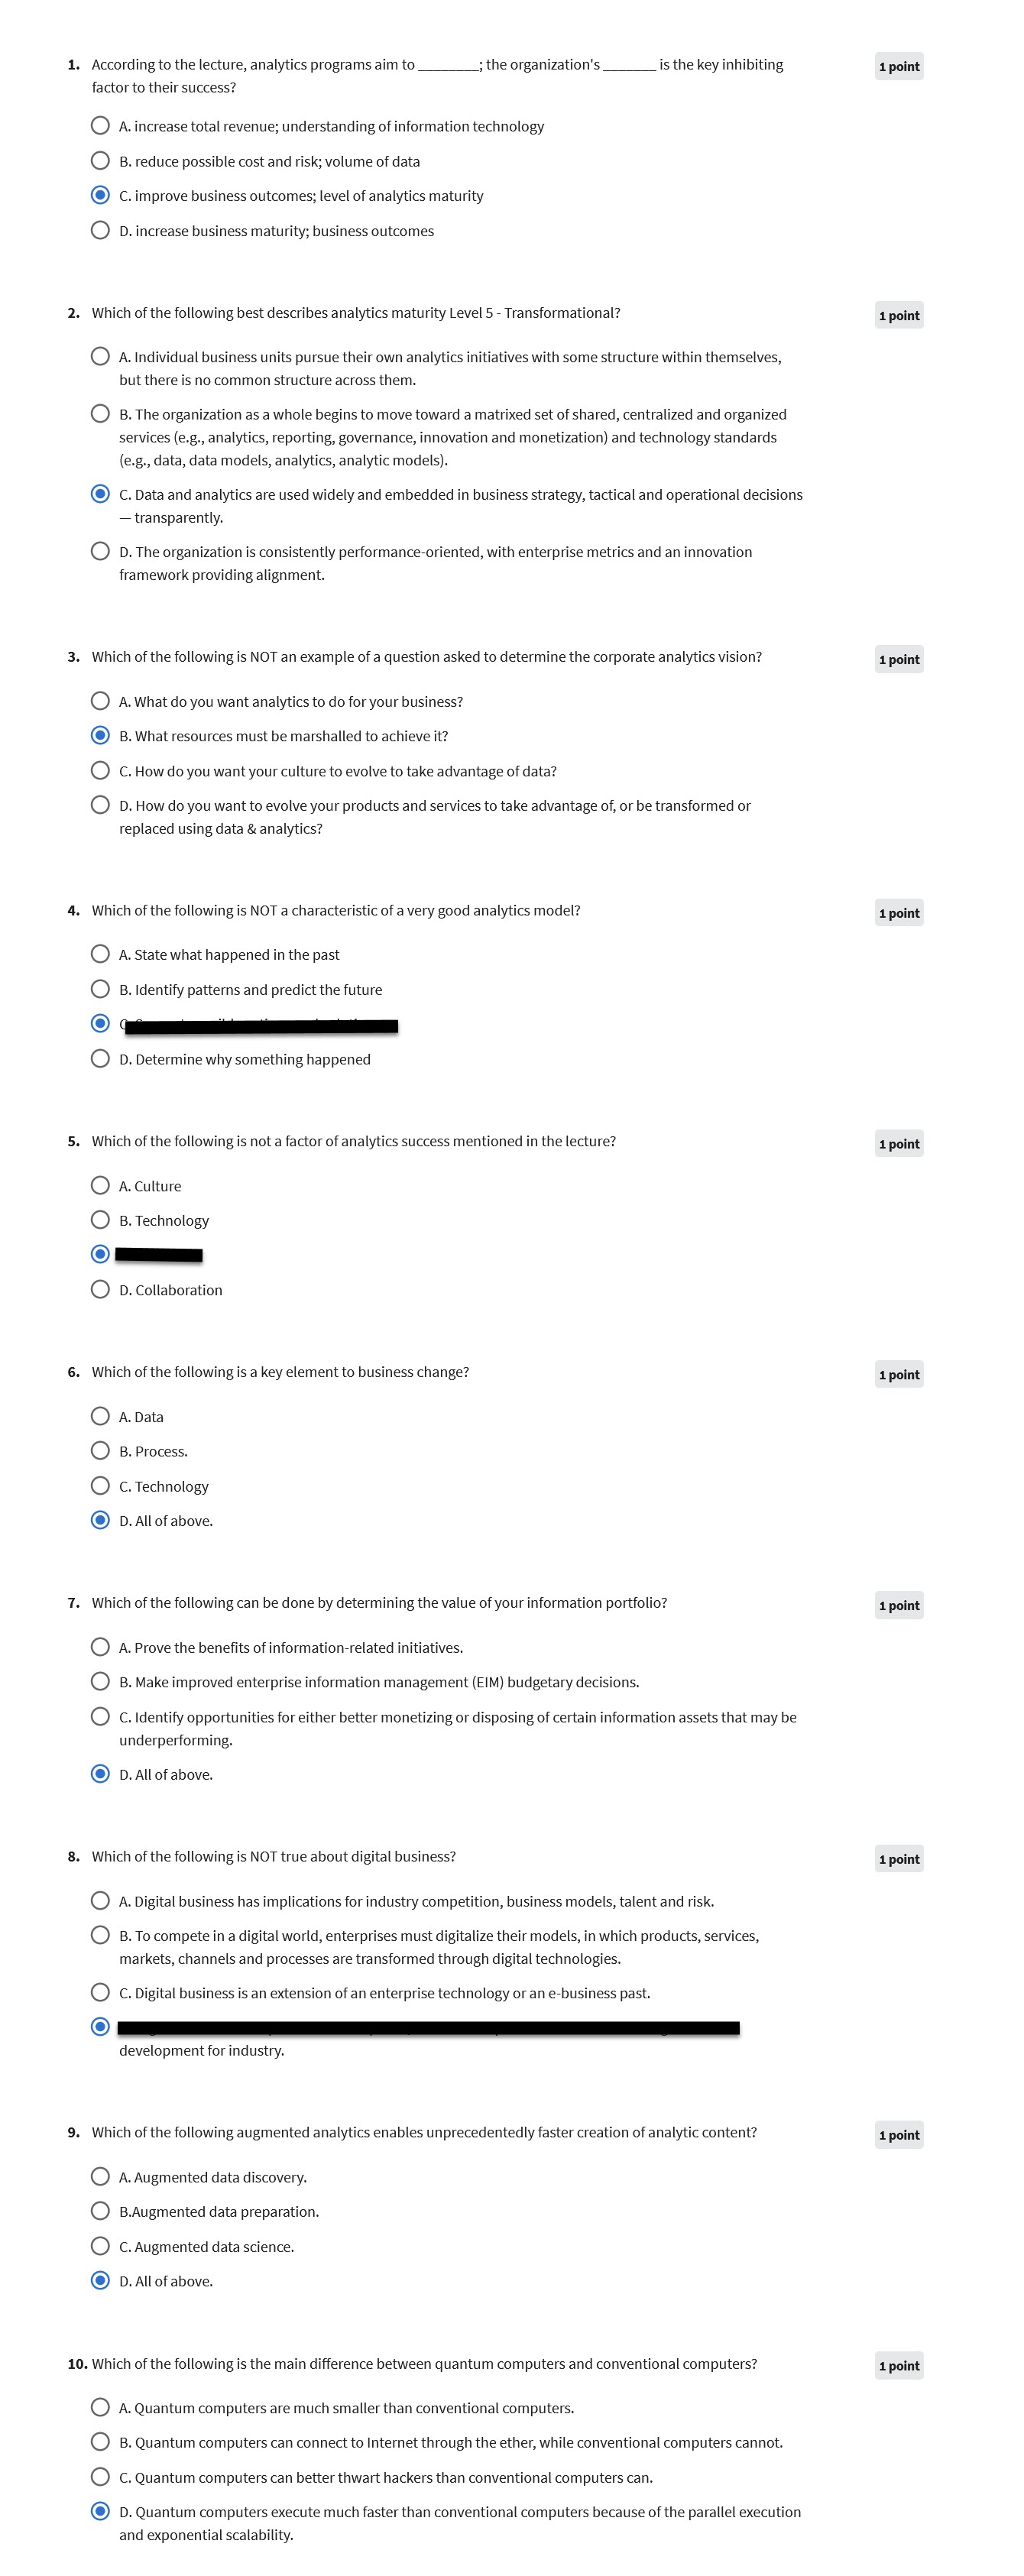 1. According to the lecture, analytics programs aim to ________; the organization's _______ is the key inhibiting
factor to their success?
1 point
A. increase total revenue; understanding of information technology
B. reduce possible cost and risk; volume of data
C. improve business outcomes; level of analytics maturity
D. increase business maturity; business outcomes
2. Which of the following best describes analytics maturity Level 5 - Transformational?
1 point
A. Individual business units pursue their own analytics initiatives with some structure within themselves,
but there is no common structure across them.
B. The organization as a whole begins to move toward a matrixed set of shared, centralized and organized
services (e.g., analytics, reporting, governance, innovation and monetization) and technology standards
(e.g., data, data models, analytics, analytic models).
C. Data and analytics are used widely and embedded in business strategy, tactical and operational decisions
— transparently.
D. The organization is consistently performance-oriented, with enterprise metrics and an innovation
framework providing alignment.
3. Which of the following is NOT an example of a question asked to determine the corporate analytics vision?
1 point
A. What do you want analytics to do for your business?
B. What resources must be marshalled to achieve it?
C. How do you want your culture to evolve to take advantage of data?
D. How do you want to evolve your products and services to take advantage of, or be transformed or
replaced using data & analytics?
4. Which of the following is NOT a characteristic of a very good analytics model?
1 point
A. State what happened in the past
B. Identify patterns and predict the future
D. Determine why something happened
5. Which of the following is not a factor of analytics success mentioned in the lecture?
1 point
A. Culture
B. Technology
D. Collaboration
6. Which of the following is a key element to business change?
1 point
A. Data
B. Process.
C. Technology
D. All of above.
7. Which of the following can be done by determining the value of your information portfolio?
1 point
A. Prove the benefits of information-related initiatives.
B. Make improved enterprise information management (EIM) budgetary decisions.
C. Identify opportunities for either better monetizing or disposing of certain information assets that may be
underperforming.
D. All of above.
8. Which of the following is NOT true about digital business?
1 point
A. Digital business has implications for industry competition, business models, talent and risk.
B. To compete in a digital world, enterprises must digitalize their models, in which products, services,
markets, channels and processes are transformed through digital technologies.
C. Digital business is an extension of an enterprise technology or an e-business past.
development for industry.
9. Which of the following augmented analytics enables unprecedentedly faster creation of analytic content?
1 point
A. Augmented data discovery.
B.Augmented data preparation.
C. Augmented data science.
D. All of above.
10. Which of the following is the main difference between quantum computers and conventional computers?
1 point
A. Quantum computers are much smaller than conventional computers.
B. Quantum computers can connect to Internet through the ether, while conventional computers cannot.
C. Quantum computers can better thwart hackers than conventional computers can.
D. Quantum computers execute much faster than conventional computers because of the parallel execution
and exponential scalability.